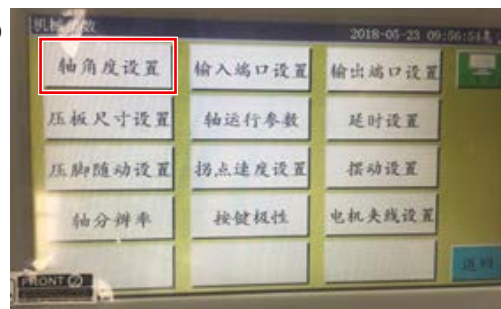 机械参数
2018-05-23 09:56:54
轴角度设置 输入端口设置 输出端口设置
压板尺寸设置 轴运行参数 延时设置
压脚随动设置 拐点速度设置 摆动设置
轴分辨率 按键极性 电机夹线设置
返回
FRONT